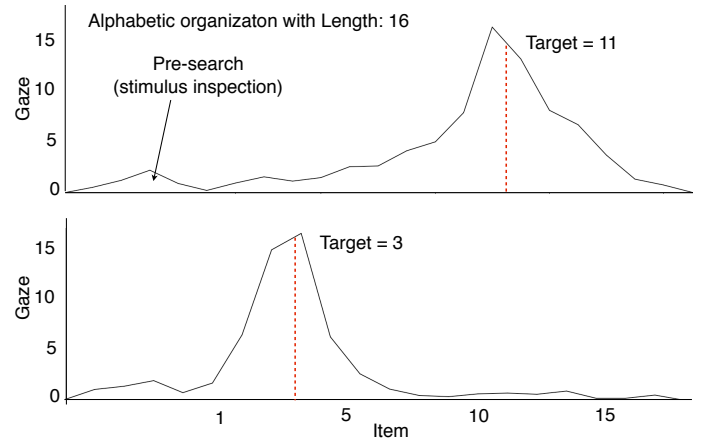 Alphabetic organizaton with Length: 16
Target = 11
Pre-search
(stimulus inspection)
Gaze
15
10
5
0
Target = 3
Gaze
15
10
5
0
1
5
10
15
Item